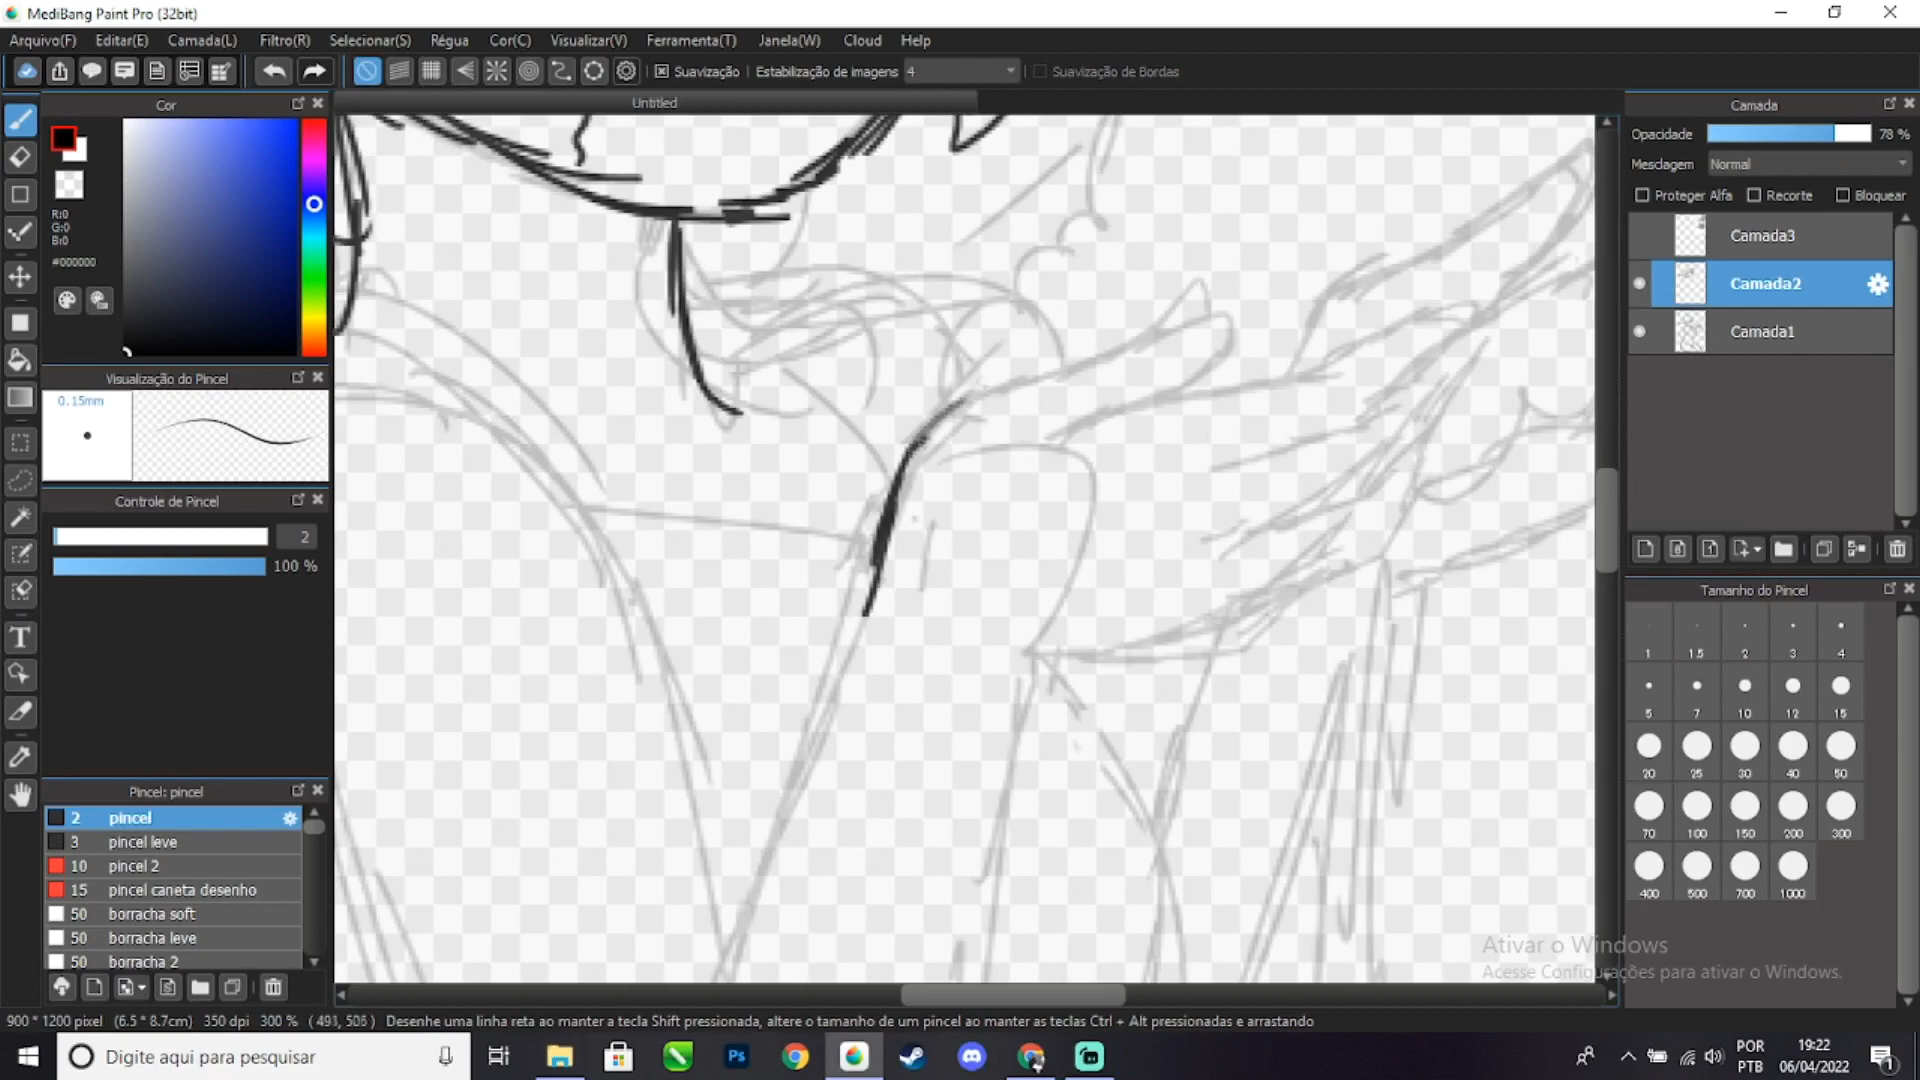 MediBang Paint Pro (32bit)
Arquivo(F) Editar(E) Camada(L) Filtro(R) Selecionar(S) Régua Cor(C) Visualizar(V) Ferramenta(T) Janela(W) Cloud Help
Suavização Estabilização de imagens 4 Suavização de Bordas
Cor
Untitled
Camada
Opacidade 78 %
Mesclagem Normal
Proteger Alfa Recorte Bloquear
R:0
G:0
B:0
#000000
Camada3
Camada2
Camada1
Visualização do Pincel
0.15mm
Controle de Pincel
2
100 %
Tamanho do Pincel
1 1.5 2 3 4
5 7 10 12 15
20 25 30 40 50
70 100 150 200 300
400 500 700 1000
Pincel: pincel
2 pincel
3 pincel leve
10 pincel 2
15 pincel caneta desenho
50 borracha soft
50 borracha leve
50 borracha 2
Ativar o Windows
Acesse Configurações para ativar o Windows.
900 * 1200 pixel (6.5 * 8.7cm) 350 dpi 300 % ( 491, 506 ) Desenhe uma linha reta ao manter a tecla Shift pressionada, altere o tamanho de um pincel ao manter as teclas Ctrl + Alt pressionadas e arrastando
Digite aqui para pesquisar
Ps
POR
PTB
19:22
06/04/2022
1